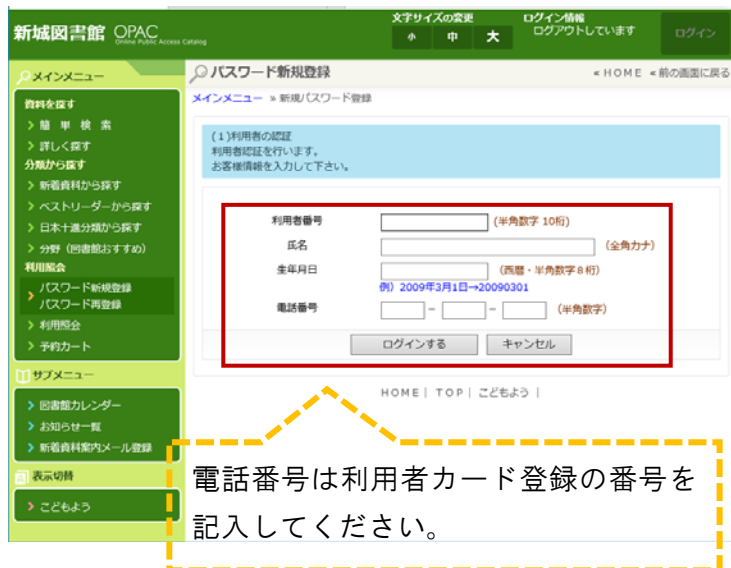 新城図書館 OPAC
Online Public Access Catalog
文字サイズの変更
小 中 大
ログイン情報
ログアウトしています
ログイン
メインメニュー
資料を探す
簡 単 検 索
詳しく探す
分類から探す
新着資料から探す
ベストリーダーから探す
日本十進分類から探す
分野（図書館おすすめ）
利用照会
パスワード新規登録
パスワード再登録
利用照会
予約カート
サブメニュー
図書館カレンダー
お知らせ一覧
新着資料案内メール登録
表示切替
こどもよう
パスワード新規登録
«HOME «前の画面に戻る
メインメニュー » 新規パスワード登録
(1)利用者の認証
利用者認証を行います。
お客様情報を入力して下さい。
利用者番号 (半角数字 10桁)
氏名 (全角カナ)
生年月日 (西暦・半角数字8桁)
例）2009年3月1日→20090301
電話番号 － － (半角数字)
ログインする キャンセル
HOME| TOP| こどもよう |
電話番号は利用者カード登録の番号を
記入してください。